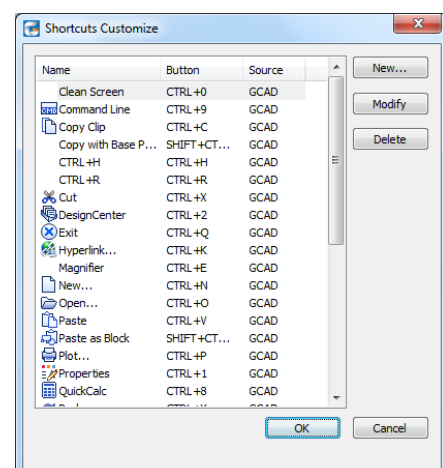 Shortcuts Customize
Name Button Source
Clean Screen CTRL+0 GCAD
CMD Command Line CTRL+9 GCAD
Copy Clip CTRL+C GCAD
Copy with Base P... SHIFT+CT... GCAD
CTRL+H CTRL+H GCAD
CTRL+R CTRL+R GCAD
Cut CTRL+X GCAD
DesignCenter CTRL+2 GCAD
Exit CTRL+Q GCAD
Hyperlink... CTRL+K GCAD
Magnifier CTRL+E GCAD
New... CTRL+N GCAD
Open... CTRL+O GCAD
Paste CTRL+V GCAD
Paste as Block SHIFT+CT... GCAD
Plot... CTRL+P GCAD
Properties CTRL+1 GCAD
QuickCalc CTRL+8 GCAD
New...
Modify
Delete
OK
Cancel